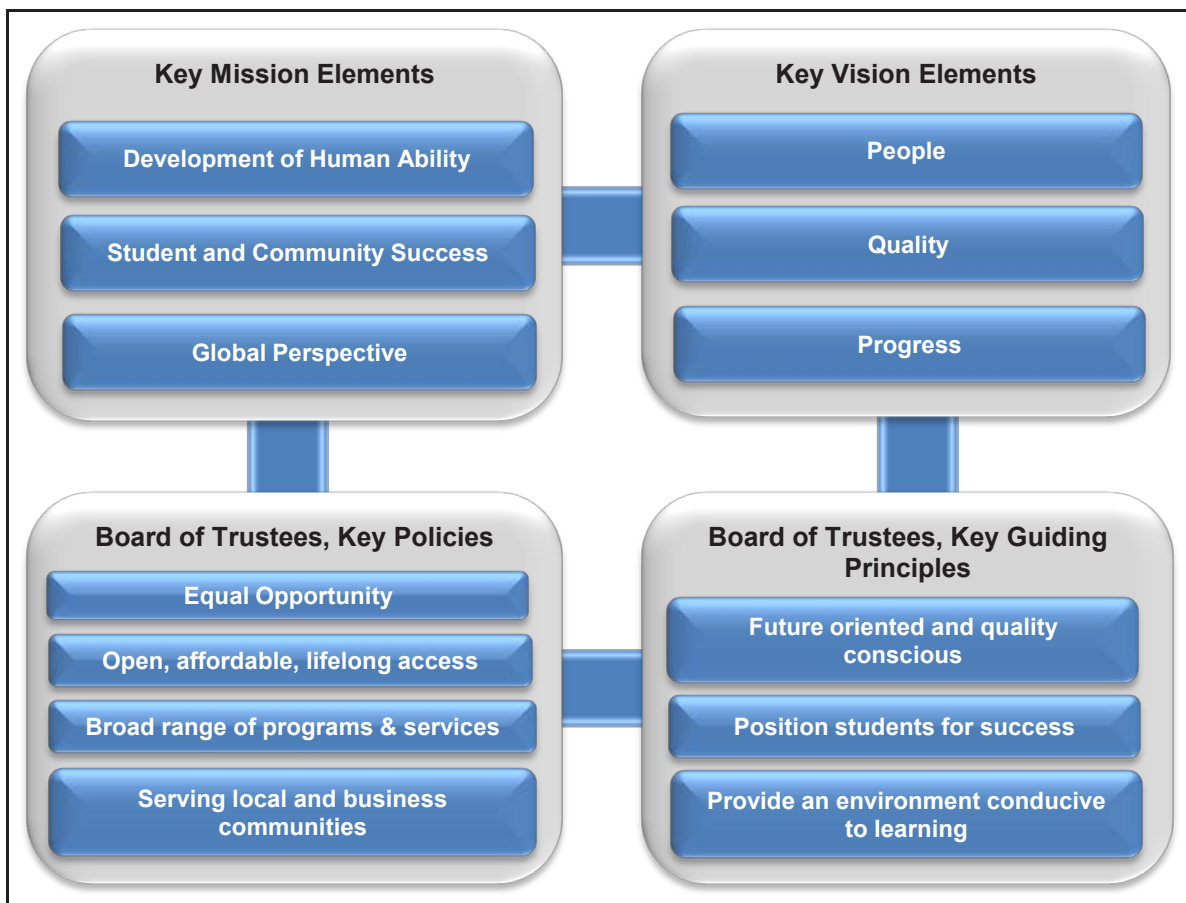 Key Mission Elements
Development of Human Ability
Student and Community Success
Global Perspective
Key Vision Elements
People
Quality
Progress
Board of Trustees, Key Policies
Equal Opportunity
Open, affordable, lifelong access
Broad range of programs & services
Serving local and business
communities
Board of Trustees, Key Guiding
Principles
Future oriented and quality
conscious
Position students for success
Provide an environment conducive
to learning